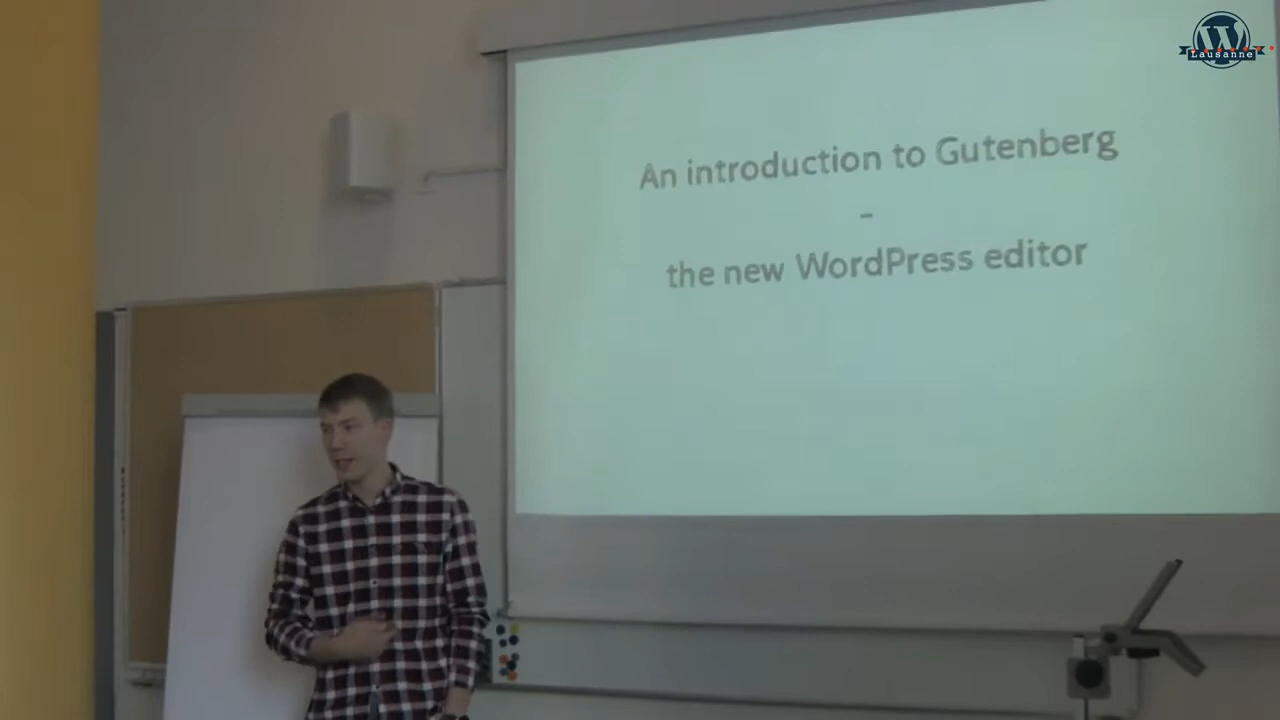 An introduction to Gutenberg
-
the new WordPress editor
W
Lausanne